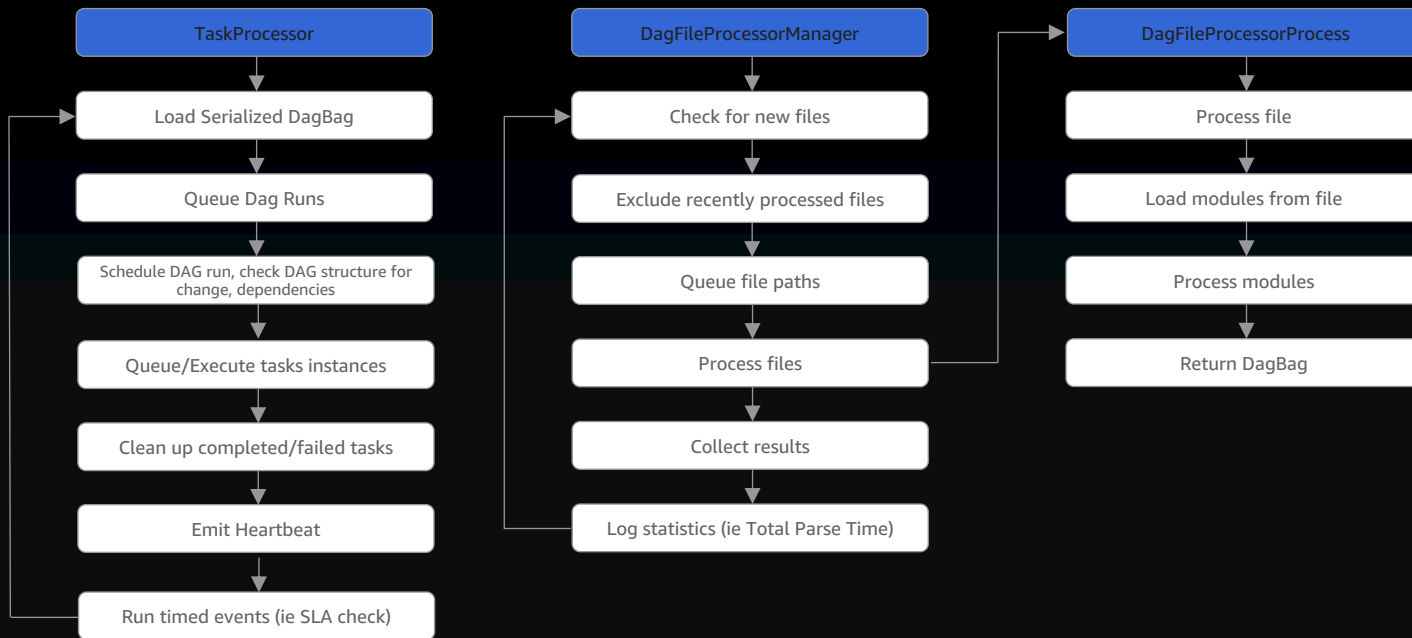 TaskProcessor
Load Serialized DagBag
Queue Dag Runs
Schedule DAG run, check DAG structure for
change, dependencies
Queue/Execute tasks instances
Clean up completed/failed tasks
Emit Heartbeat
Run timed events (ie SLA check)
DagFileProcessorManager
Check for new files
Exclude recently processed files
Queue file paths
Process files
Collect results
Log statistics (ie Total Parse Time)
DagFileProcessorProcess
Process file
Load modules from file
Process modules
Return DagBag